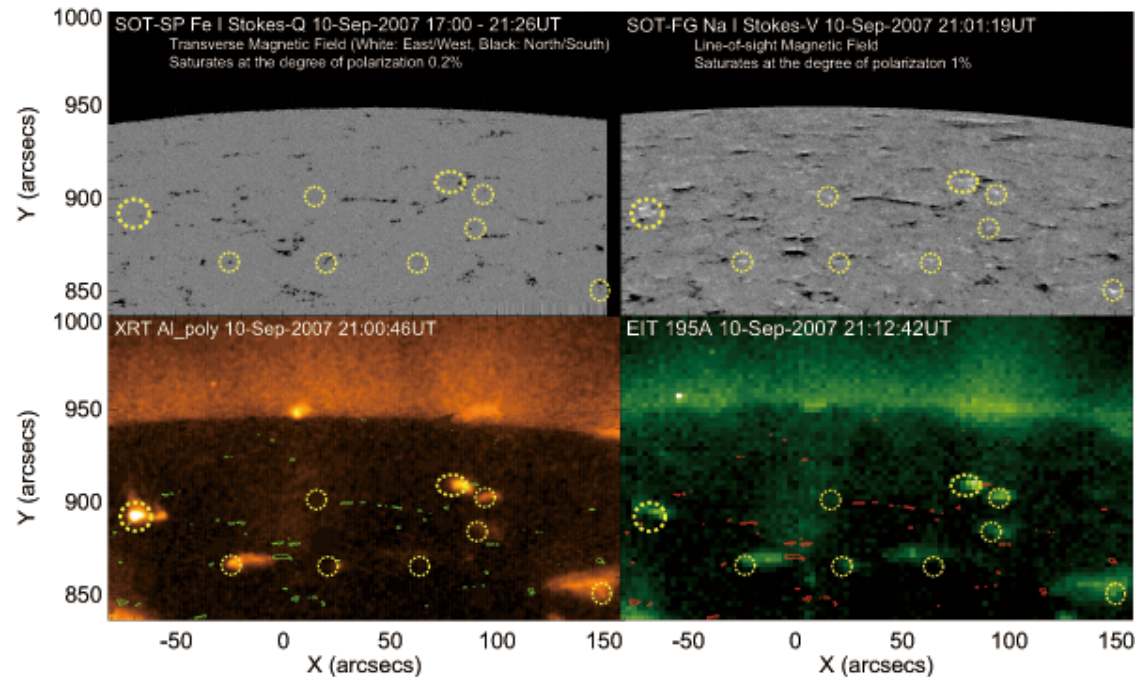 SOT-SP Fe I Stokes-Q 10-Sep-2007 17:00 - 21:26UT
Transverse Magnetic Field (White: East/West, Black: North/South)
Saturates at the degree of polarization 0.2%
SOT-FG Na I Stokes-V 10-Sep-2007 21:01:19UT
Line-of-sight Magnetic Field
Saturates at the degree of polarizaton 1%
1000
950
900
850
Y (arcsecs)
XRT Al_poly 10-Sep-2007 21:00:46UT
EIT 195A 10-Sep-2007 21:12:42UT
1000
950
900
850
Y (arcsecs)
-50
0
50
100
150
X (arcsecs)
-50
0
50
100
150
X (arcsecs)